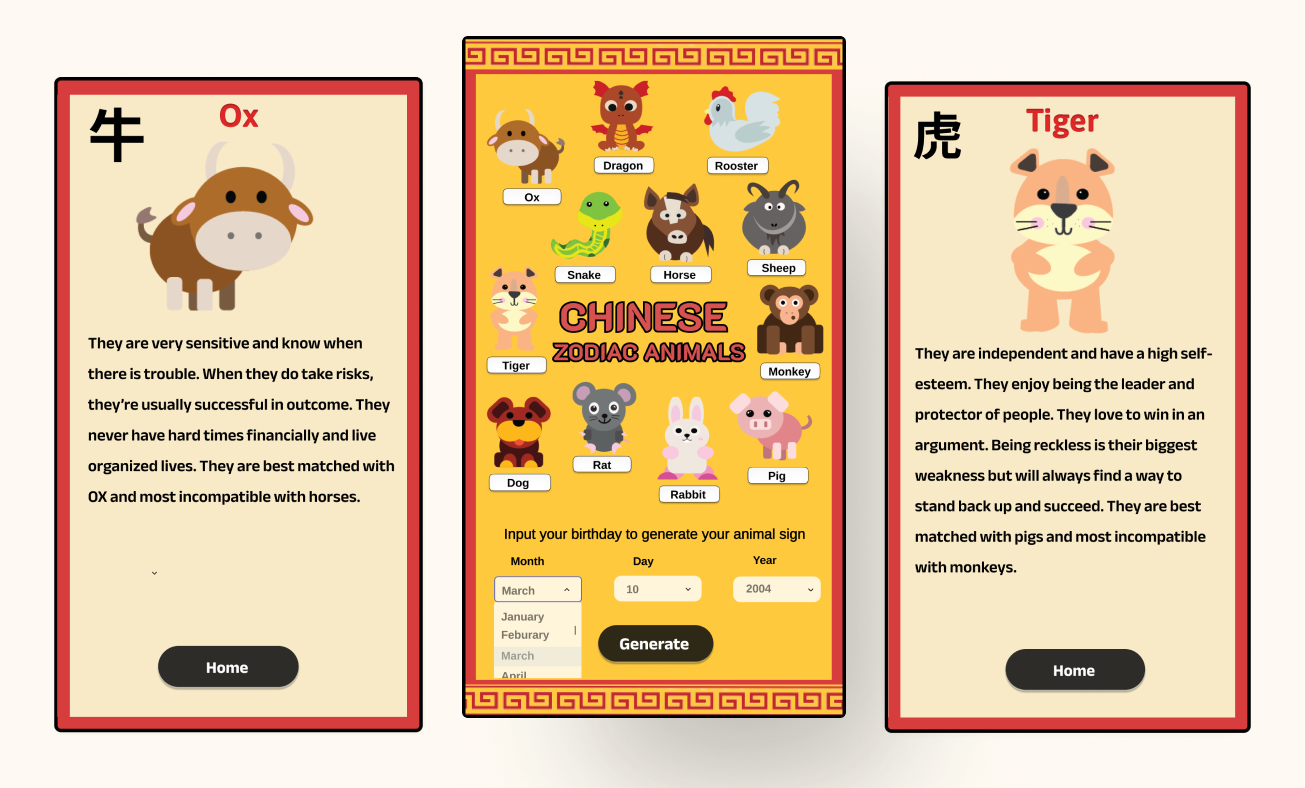 牛
Ox
They are very sensitive and know when
there is trouble. When they do take risks,
they’re usually successful in outcome. They
never have hard times financially and live
organized lives. They are best matched with
OX and most incompatible with horses.
Home
Dragon
Rooster
Ox
Snake
Horse
Sheep
CHINESE
ZODIAC ANIMALS
Tiger
Monkey
Dog
Rat
Rabbit
Pig
Input your birthday to generate your animal sign
Month
Day
Year
March
10
2004
January
Feburary
March
April
Generate
虎
Tiger
They are independent and have a high self-
esteem. They enjoy being the leader and
protector of people. They love to win in an
argument. Being reckless is their biggest
weakness but will always find a way to
stand back up and succeed. They are best
matched with pigs and most incompatible
with monkeys.
Home